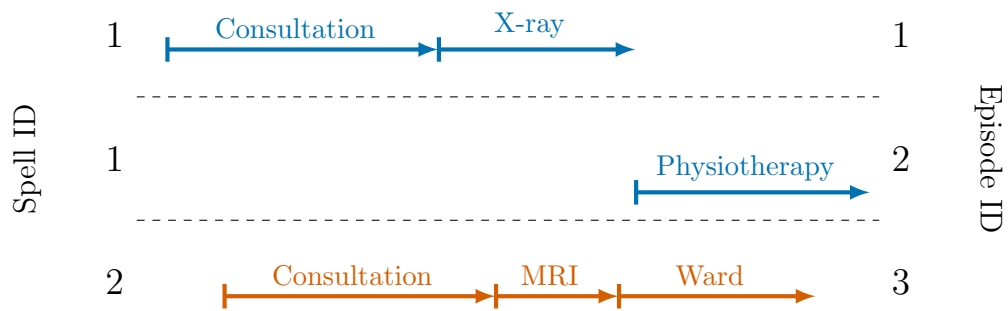 1 Consultation X-ray 1
Spell ID
Episode ID
1 Physiotherapy 2
2 Consultation MRI Ward 3